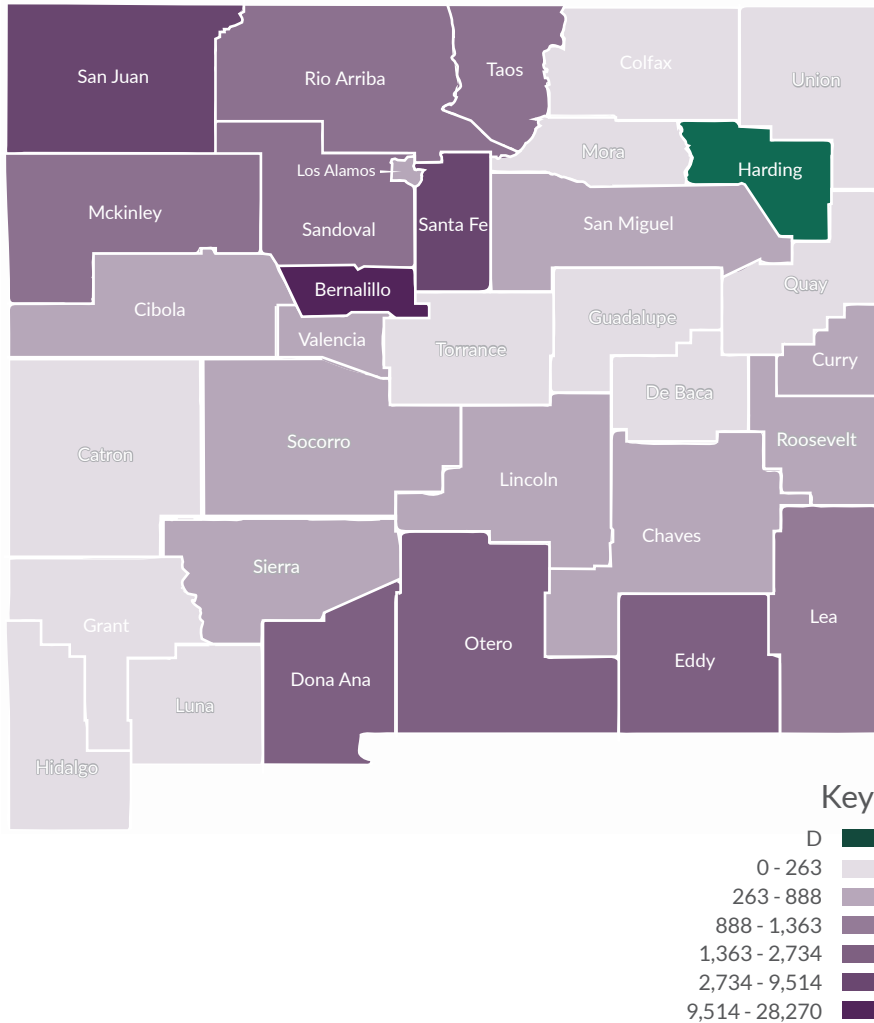 San Juan
Rio Arriba
Taos
Colfax
Union
Mora
Harding
Los Alamos
Mckinley
Sandoval
Santa Fe
San Miguel
Bernalillo
Quay
Cibola
Guadalupe
Valencia
Torrance
Curry
De Baca
Roosevelt
Socorro
Catron
Lincoln
Chaves
Sierra
Lea
Grant
Otero
Eddy
Dona Ana
Luna
Hidalgo
Key
D
0 - 263
263 - 888
888 - 1,363
1,363 - 2,734
2,734 - 9,514
9,514 - 28,270